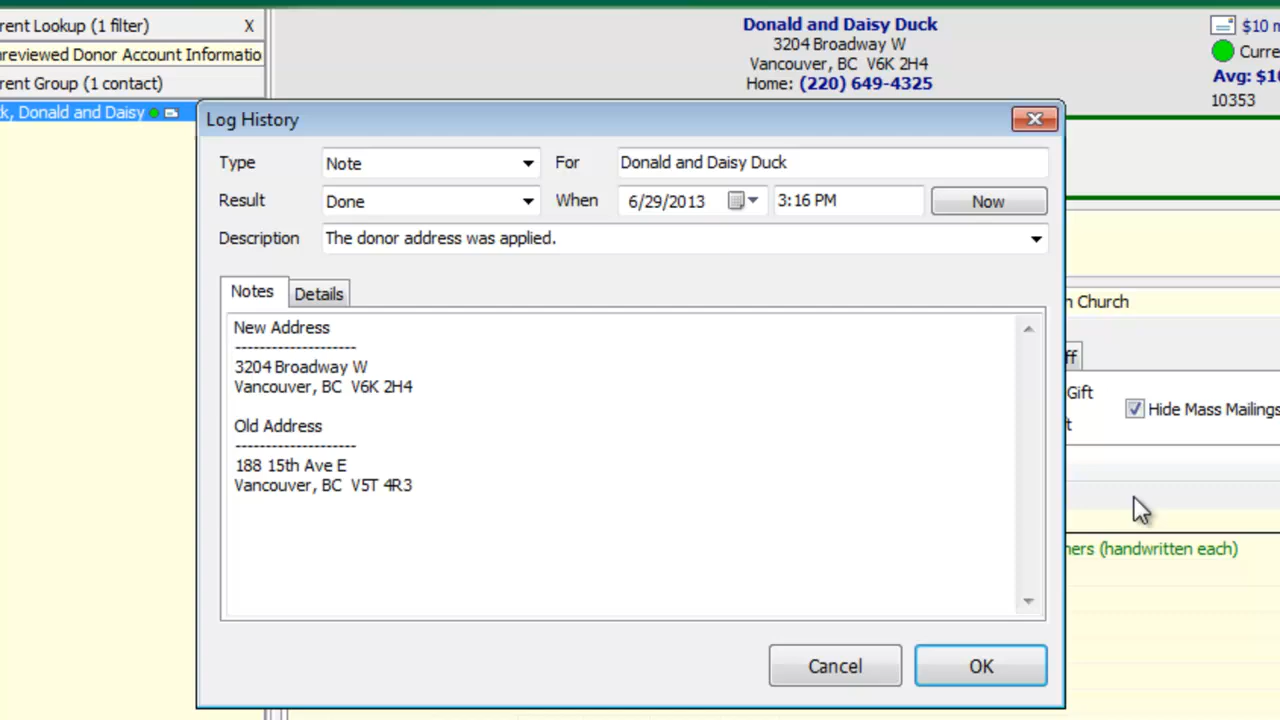 rent Lookup (1 filter) X
nreviewed Donor Account Informatio
rent Group (1 contact)
k, Donald and Daisy
Donald and Daisy Duck
3204 Broadway W
Vancouver, BC V6K 2H4
Home: (220) 649-4325
$10 m
Curre
Avg: $10
10353
Log History
Type Note For Donald and Daisy Duck
Result Done When 6/29/2013 3:16 PM Now
Description The donor address was applied.
Notes Details
New Address
--------------------
3204 Broadway W
Vancouver, BC V6K 2H4
Old Address
--------------------
188 15th Ave E
Vancouver, BC V5T 4R3
Cancel OK
n Church
ff
Gift
t
Hide Mass Mailings
ners (handwritten each)